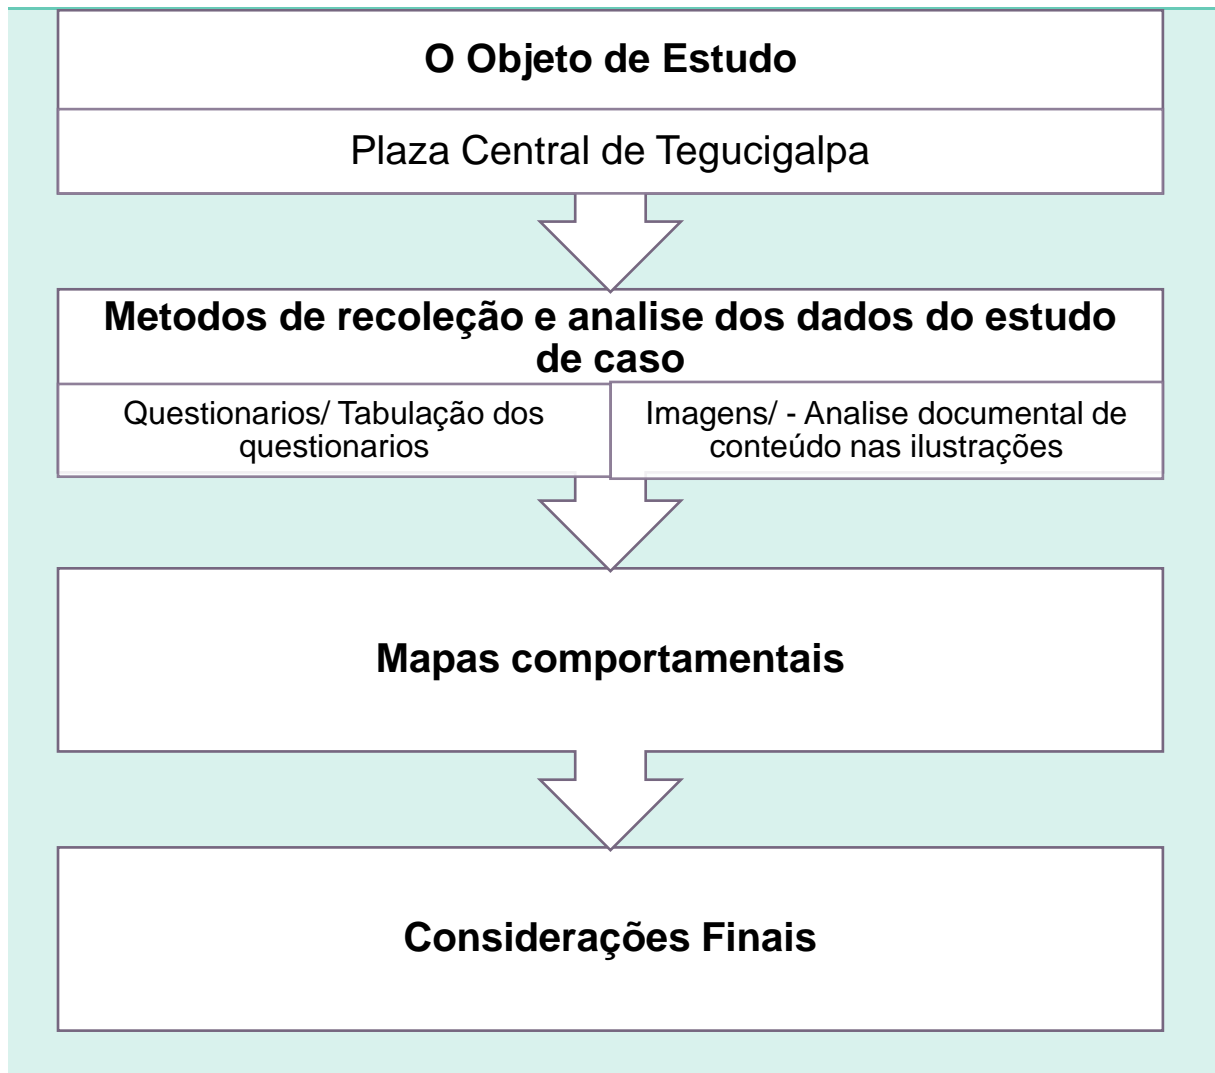 O Objeto de Estudo
Plaza Central de Tegucigalpa
Metodos de recoleção e analise dos dados do estudo
de caso
Questionarios/ Tabulação dos
questionarios
Imagens/ - Analise documental de
conteúdo nas ilustrações
Mapas comportamentais
Considerações Finais